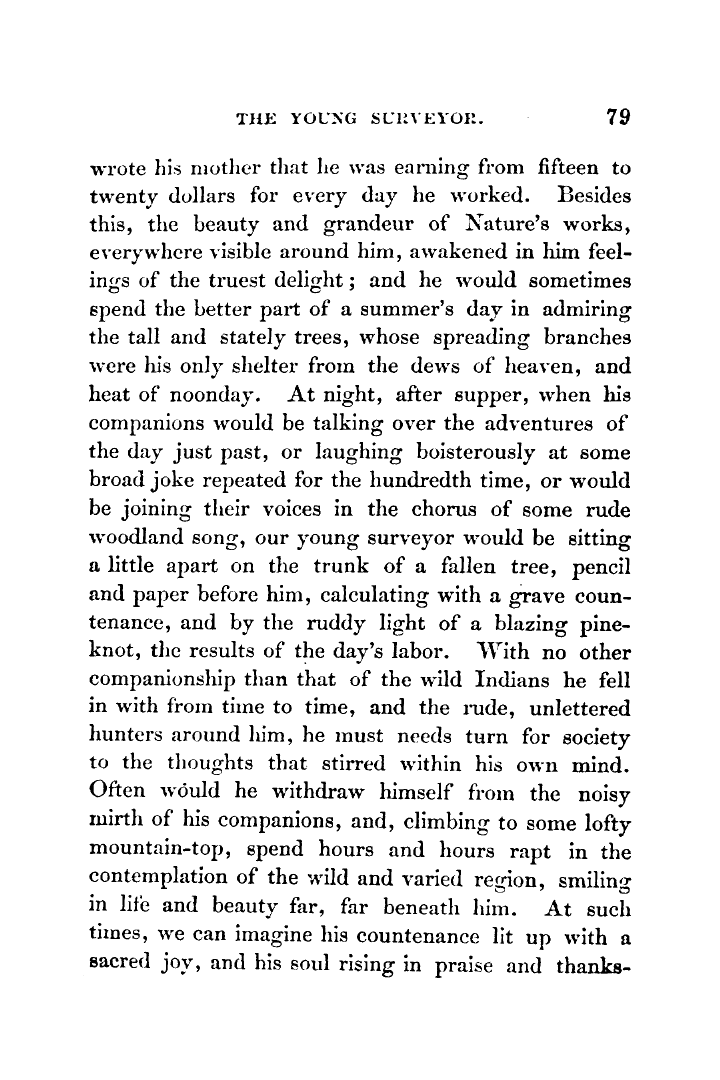 THE YOUNG SURVEYOR. 79
wrote his mother that he was earning from fifteen to
twenty dollars for every day he worked. Besides
this, the beauty and grandeur of Nature's works,
everywhere visible around him, awakened in him feel-
ings of the truest delight; and he would sometimes
spend the better part of a summer's day in admiring
the tall and stately trees, whose spreading branches
were his only shelter from the dews of heaven, and
heat of noonday. At night, after supper, when his
companions would be talking over the adventures of
the day just past, or laughing boisterously at some
broad joke repeated for the hundredth time, or would
be joining their voices in the chorus of some rude
woodland song, our young surveyor would be sitting
a little apart on the trunk of a fallen tree, pencil
and paper before him, calculating with a grave coun-
tenance, and by the ruddy light of a blazing pine-
knot, the results of the day's labor. With no other
companionship than that of the wild Indians he fell
in with from time to time, and the rude, unlettered
hunters around him, he must needs turn for society
to the thoughts that stirred within his own mind.
Often would he withdraw himself from the noisy
mirth of his companions, and, climbing to some lofty
mountain-top, spend hours and hours rapt in the
contemplation of the wild and varied region, smiling
in life and beauty far, far beneath him. At such
times, we can imagine his countenance lit up with a
sacred joy, and his soul rising in praise and thanks-